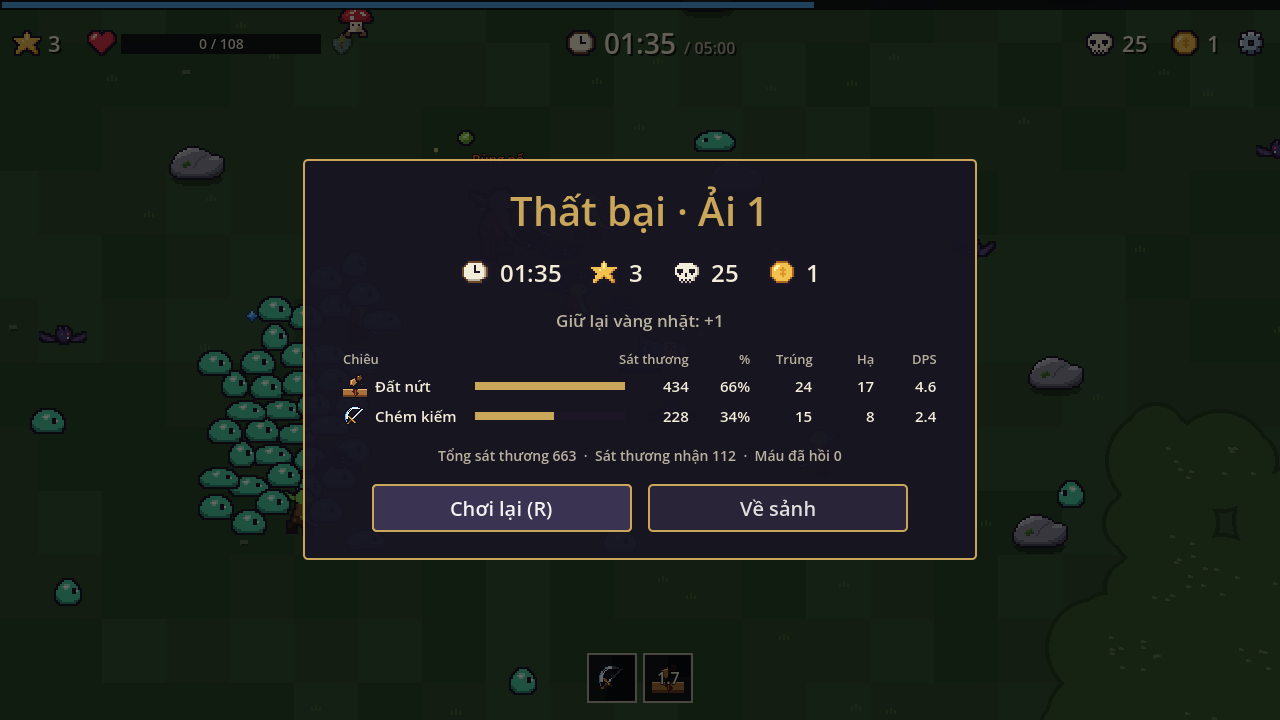 3
0 / 108
01:35 / 05:00
25
1
Thất bại · Ải 1
01:35 3 25 1
Giữ lại vàng nhặt: +1
Chiêu Sát thương % Trúng Hạ DPS
Đất nứt 434 66% 24 17 4.6
Chém kiếm 228 34% 15 8 2.4
Tổng sát thương 663 · Sát thương nhận 112 · Máu đã hồi 0
Chơi lại (R)
Về sảnh
1.7